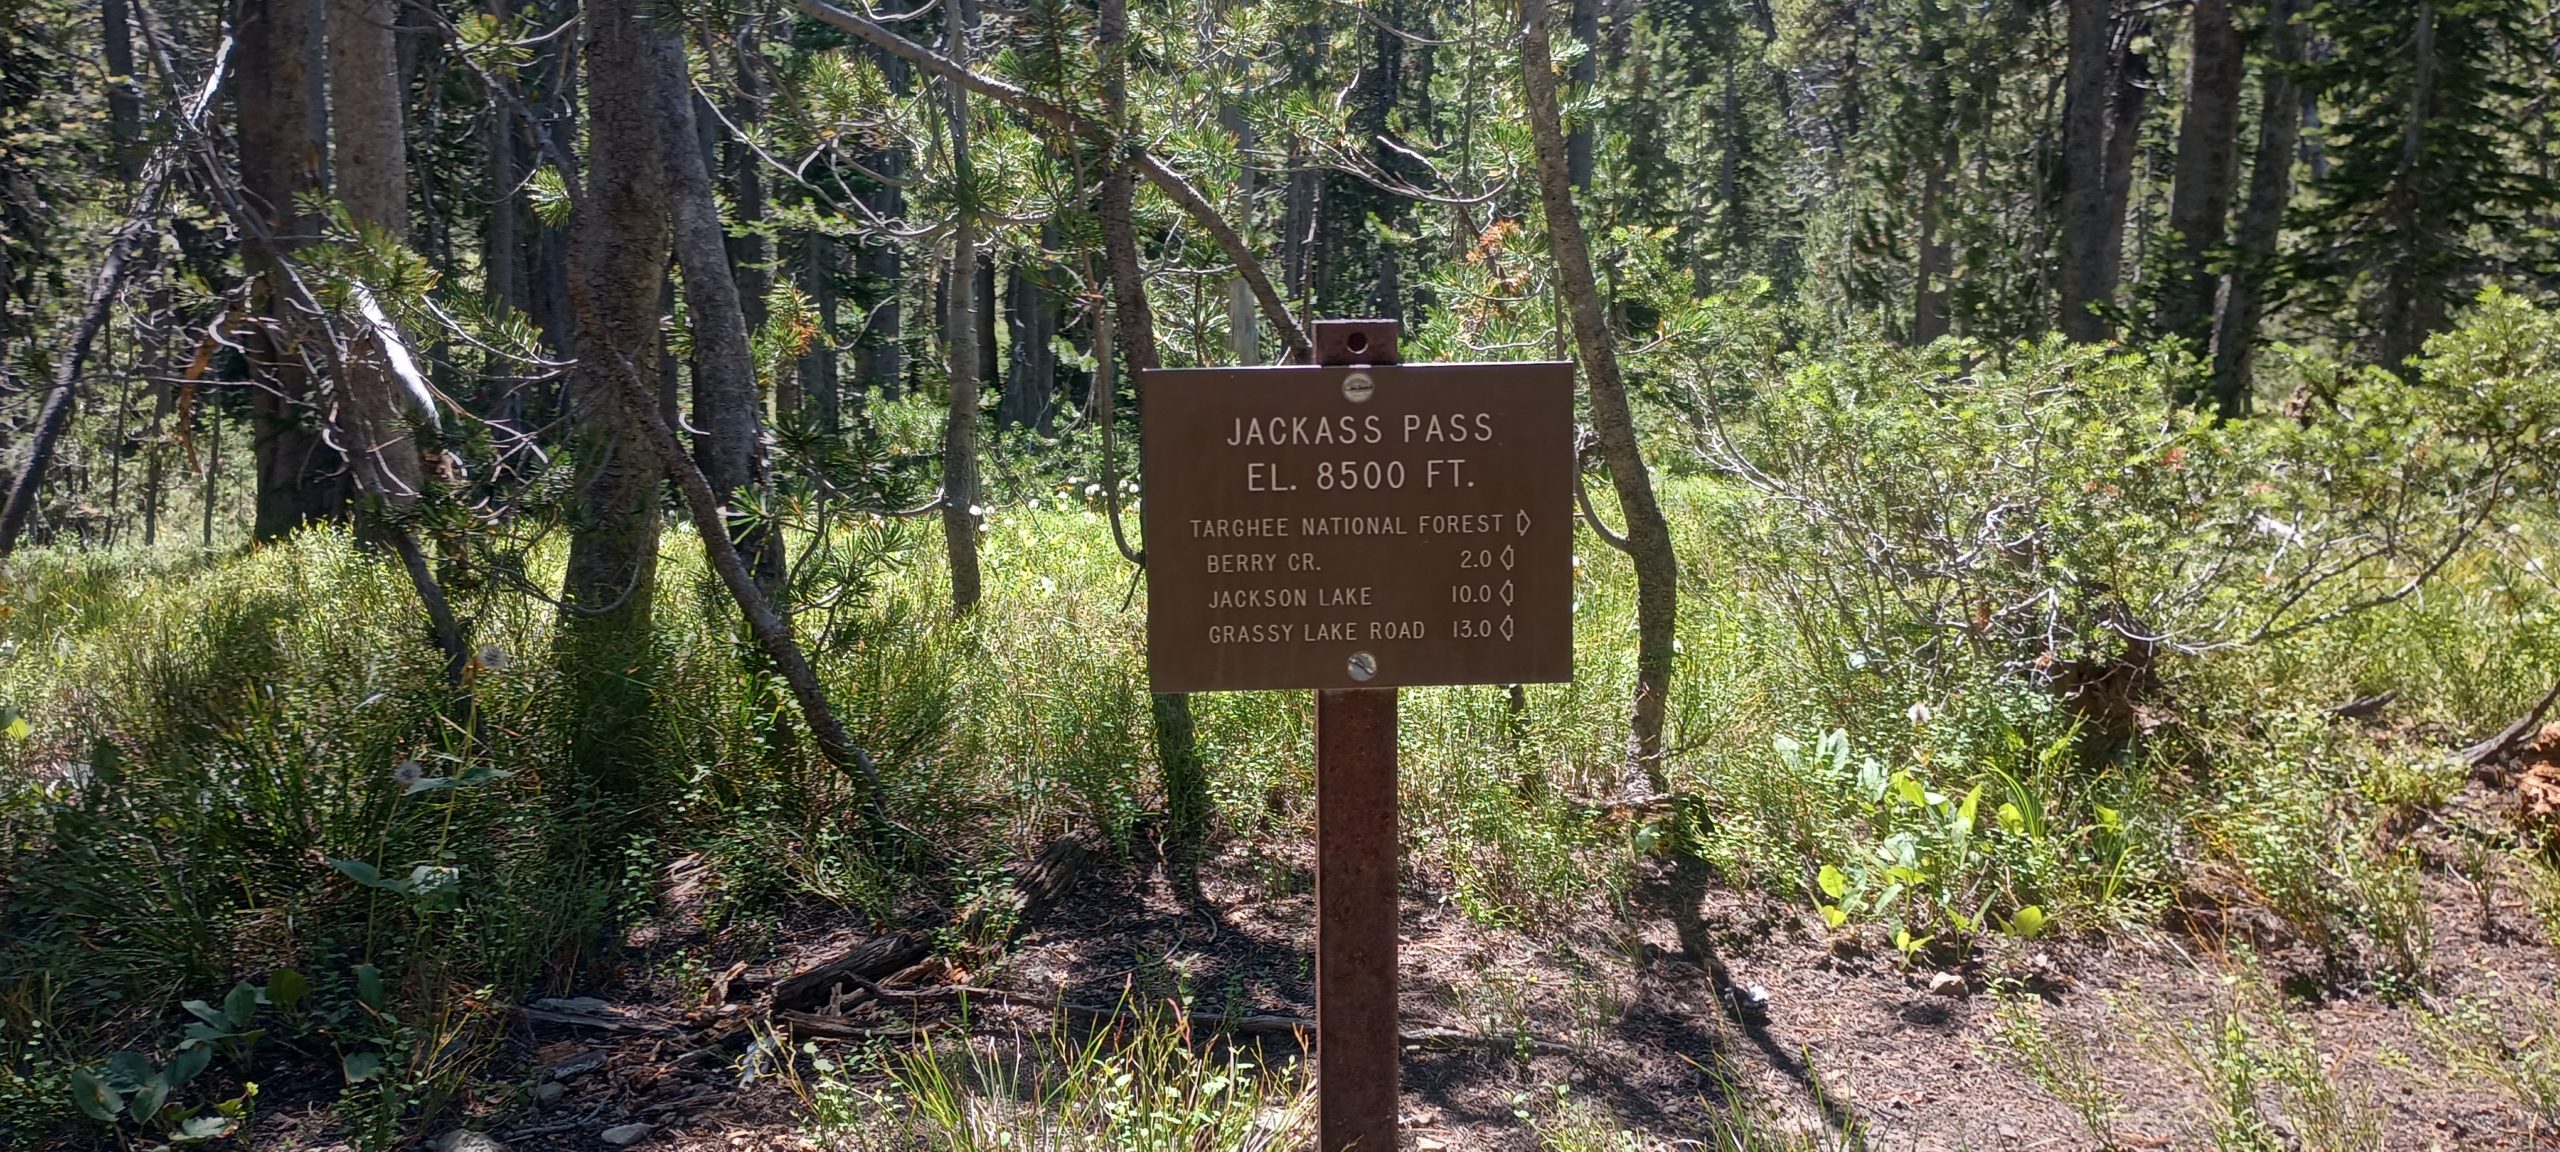 JACKASS PASS
EL. 8500 FT.
TARGHEE NATIONAL FOREST ▷
BERRY CR. 2.0 ◁
JACKSON LAKE 10.0 ◁
GRASSY LAKE ROAD 13.0 ◁